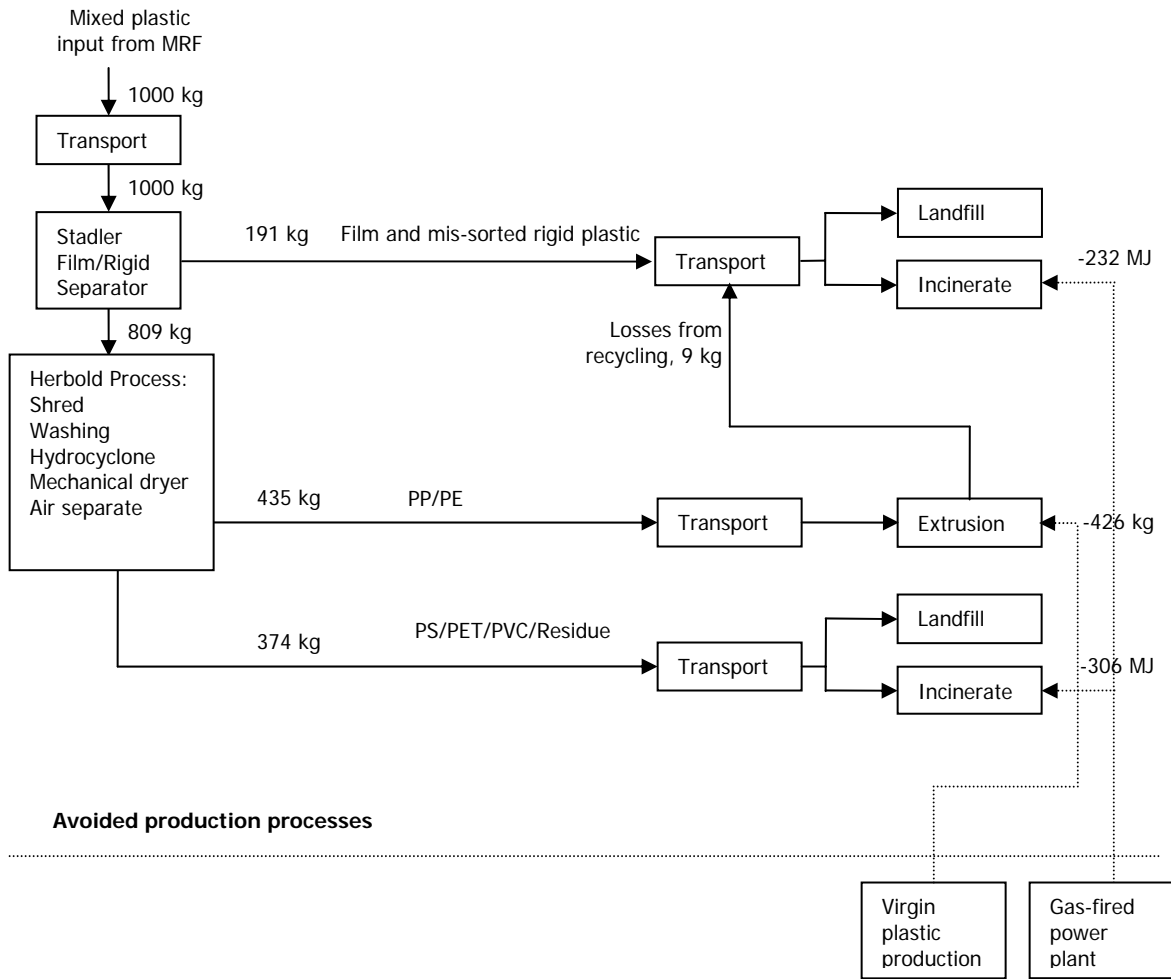 Mixed plastic
input from MRF
1000 kg
Transport
1000 kg
Stadler
Film/Rigid
Separator
191 kg Film and mis-sorted rigid plastic
Transport
Landfill
Incinerate
-232 MJ
809 kg
Losses from
recycling, 9 kg
Herbold Process:
Shred
Washing
Hydrocyclone
Mechanical dryer
Air separate
435 kg PP/PE
Transport
Extrusion
-426 kg
374 kg PS/PET/PVC/Residue
Transport
Landfill
Incinerate
-306 MJ
Avoided production processes
Virgin
plastic
production
Gas-fired
power
plant